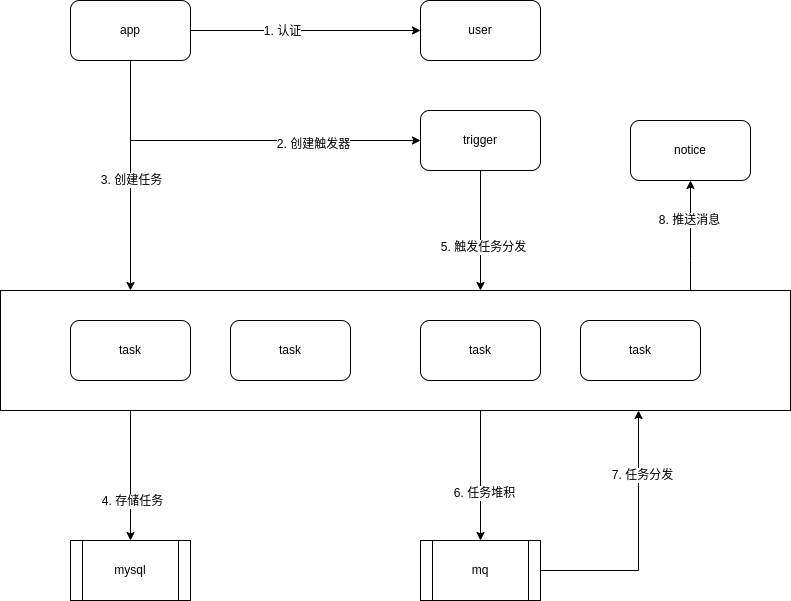 app
1. 认证
user
2. 创建触发器
trigger
notice
3. 创建任务
8. 推送消息
5. 触发任务分发
task
task
task
task
4. 存储任务
6. 任务堆积
7. 任务分发
mysql
mq